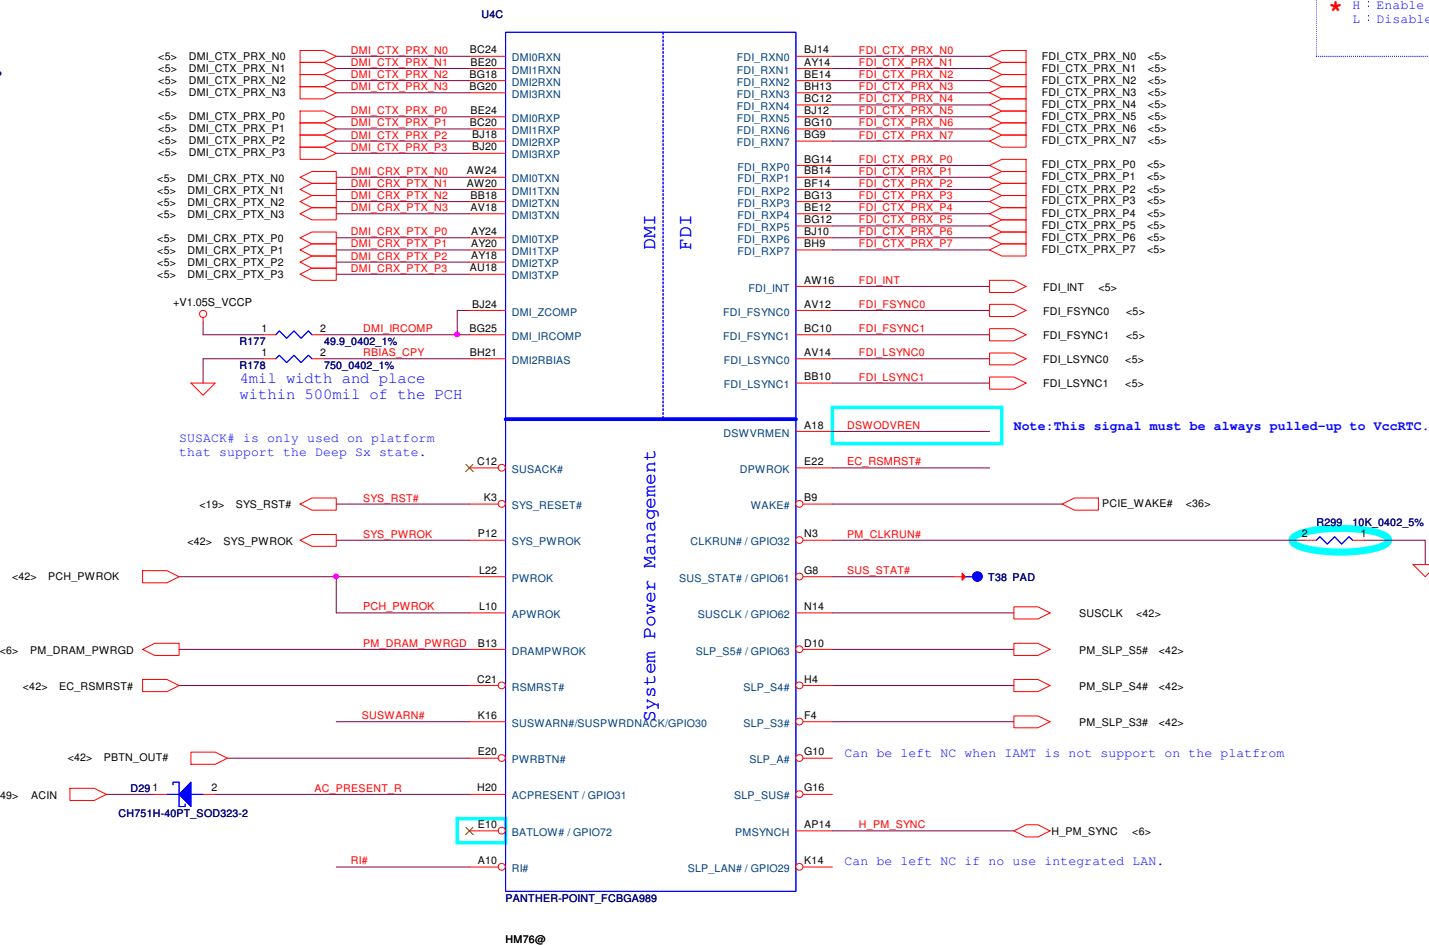 H : Enable
L : Disable
U4C
<5> DMI_CTX_PRX_N0 DMI_CTX_PRX_N0 BC24 DMI0RXN
<5> DMI_CTX_PRX_N1 DMI_CTX_PRX_N1 BE20 DMI1RXN
<5> DMI_CTX_PRX_N2 DMI_CTX_PRX_N2 BG18 DMI2RXN
<5> DMI_CTX_PRX_N3 DMI_CTX_PRX_N3 BG20 DMI3RXN
<5> DMI_CTX_PRX_P0 DMI_CTX_PRX_P0 BE24 DMI0RXP
<5> DMI_CTX_PRX_P1 DMI_CTX_PRX_P1 BC20 DMI1RXP
<5> DMI_CTX_PRX_P2 DMI_CTX_PRX_P2 BJ18 DMI2RXP
<5> DMI_CTX_PRX_P3 DMI_CTX_PRX_P3 BJ20 DMI3RXP
<5> DMI_CRX_PTX_N0 DMI_CRX_PTX_N0 AW24 DMI0TXN
<5> DMI_CRX_PTX_N1 DMI_CRX_PTX_N1 AW20 DMI1TXN
<5> DMI_CRX_PTX_N2 DMI_CRX_PTX_N2 BB18 DMI2TXN
<5> DMI_CRX_PTX_N3 DMI_CRX_PTX_N3 AV18 DMI3TXN
<5> DMI_CRX_PTX_P0 DMI_CRX_PTX_P0 AY24 DMI0TXP
<5> DMI_CRX_PTX_P1 DMI_CRX_PTX_P1 AY20 DMI1TXP
<5> DMI_CRX_PTX_P2 DMI_CRX_PTX_P2 AY18 DMI2TXP
<5> DMI_CRX_PTX_P3 DMI_CRX_PTX_P3 AU18 DMI3TXP
+V1.05S_VCCP
BJ24 DMI_ZCOMP
1 2 DMI_IRCOMP BG25 DMI_IRCOMP
R177 49.9_0402_1%
1 2 RBIAS_CPY BH21 DMI2RBIAS
R178 750_0402_1%
4mil width and place
within 500mil of the PCH
DMI
FDI
FDI_RXN0 BJ14 FDI_CTX_PRX_N0 FDI_CTX_PRX_N0 <5>
FDI_RXN1 AY14 FDI_CTX_PRX_N1 FDI_CTX_PRX_N1 <5>
FDI_RXN2 BE14 FDI_CTX_PRX_N2 FDI_CTX_PRX_N2 <5>
FDI_RXN3 BH13 FDI_CTX_PRX_N3 FDI_CTX_PRX_N3 <5>
FDI_RXN4 BC12 FDI_CTX_PRX_N4 FDI_CTX_PRX_N4 <5>
FDI_RXN5 BJ12 FDI_CTX_PRX_N5 FDI_CTX_PRX_N5 <5>
FDI_RXN6 BG10 FDI_CTX_PRX_N6 FDI_CTX_PRX_N6 <5>
FDI_RXN7 BG9 FDI_CTX_PRX_N7 FDI_CTX_PRX_N7 <5>
FDI_RXP0 BG14 FDI_CTX_PRX_P0 FDI_CTX_PRX_P0 <5>
FDI_RXP1 BB14 FDI_CTX_PRX_P1 FDI_CTX_PRX_P1 <5>
FDI_RXP2 BF14 FDI_CTX_PRX_P2 FDI_CTX_PRX_P2 <5>
FDI_RXP3 BG13 FDI_CTX_PRX_P3 FDI_CTX_PRX_P3 <5>
FDI_RXP4 BE12 FDI_CTX_PRX_P4 FDI_CTX_PRX_P4 <5>
FDI_RXP5 BG12 FDI_CTX_PRX_P5 FDI_CTX_PRX_P5 <5>
FDI_RXP6 BJ10 FDI_CTX_PRX_P6 FDI_CTX_PRX_P6 <5>
FDI_RXP7 BH9 FDI_CTX_PRX_P7 FDI_CTX_PRX_P7 <5>
FDI_INT AW16 FDI_INT FDI_INT <5>
FDI_FSYNC0 AV12 FDI_FSYNC0 FDI_FSYNC0 <5>
FDI_FSYNC1 BC10 FDI_FSYNC1 FDI_FSYNC1 <5>
FDI_LSYNC0 AV14 FDI_LSYNC0 FDI_LSYNC0 <5>
FDI_LSYNC1 BB10 FDI_LSYNC1 FDI_LSYNC1 <5>
SUSACK# is only used on platform
that support the Deep Sx state.
C12 SUSACK#
<19> SYS_RST# SYS_RST# K3 SYS_RESET#
<42> SYS_PWROK SYS_PWROK P12 SYS_PWROK
<42> PCH_PWROK L22 PWROK
PCH_PWROK L10 APWROK
<6> PM_DRAM_PWRGD PM_DRAM_PWRGD B13 DRAMPWROK
<42> EC_RSMRST# C21 RSMRST#
SUSWARN# K16 SUSWARN#/SUSPWRDNACK/GPIO30
<42> PBTN_OUT# E20 PWRBTN#
49> ACIN D29 1 2 AC_PRESENT_R H20 ACPRESENT / GPIO31
CH751H-40PT_SOD323-2
E10 BATLOW# / GPIO72
RI# A10 RI#
System Power Management
DSWVRMEN A18 DSWODVREN Note:This signal must be always pulled-up to VccRTC.
DPWROK E22 EC_RSMRST#
WAKE# B9 PCIE_WAKE# <36>
R299 10K_0402_5%
CLKRUN# / GPIO32 N3 PM_CLKRUN# 2 1
SUS_STAT# / GPIO61 G8 SUS_STAT# T38 PAD
SUSCLK / GPIO62 N14 SUSCLK <42>
SLP_S5# / GPIO63 D10 PM_SLP_S5# <42>
SLP_S4# H4 PM_SLP_S4# <42>
SLP_S3# F4 PM_SLP_S3# <42>
SLP_A# G10 Can be left NC when IAMT is not support on the platfrom
SLP_SUS# G16
PMSYNCH AP14 H_PM_SYNC H_PM_SYNC <6>
SLP_LAN# / GPIO29 K14 Can be left NC if no use integrated LAN.
PANTHER-POINT_FCBGA989
HM76@